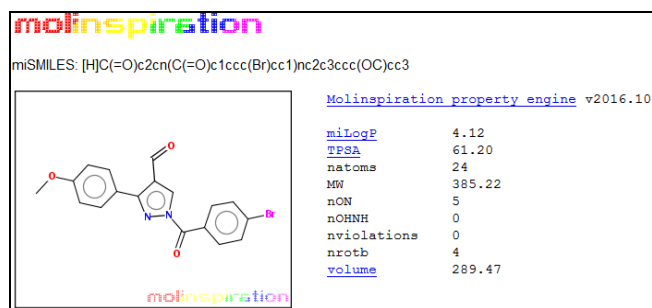 molinspiration
miSMILES: [H]C(=O)c2cn(C(=O)c1ccc(Br)cc1)nc2c3ccc(OC)cc3
Molinspiration property engine v2016.10
miLogP 4.12
TPSA 61.20
natoms 24
MW 385.22
nON 5
nOHNH 0
nviolations 0
nrotb 4
volume 289.47
O
O
N N
Br
O
molinspiration